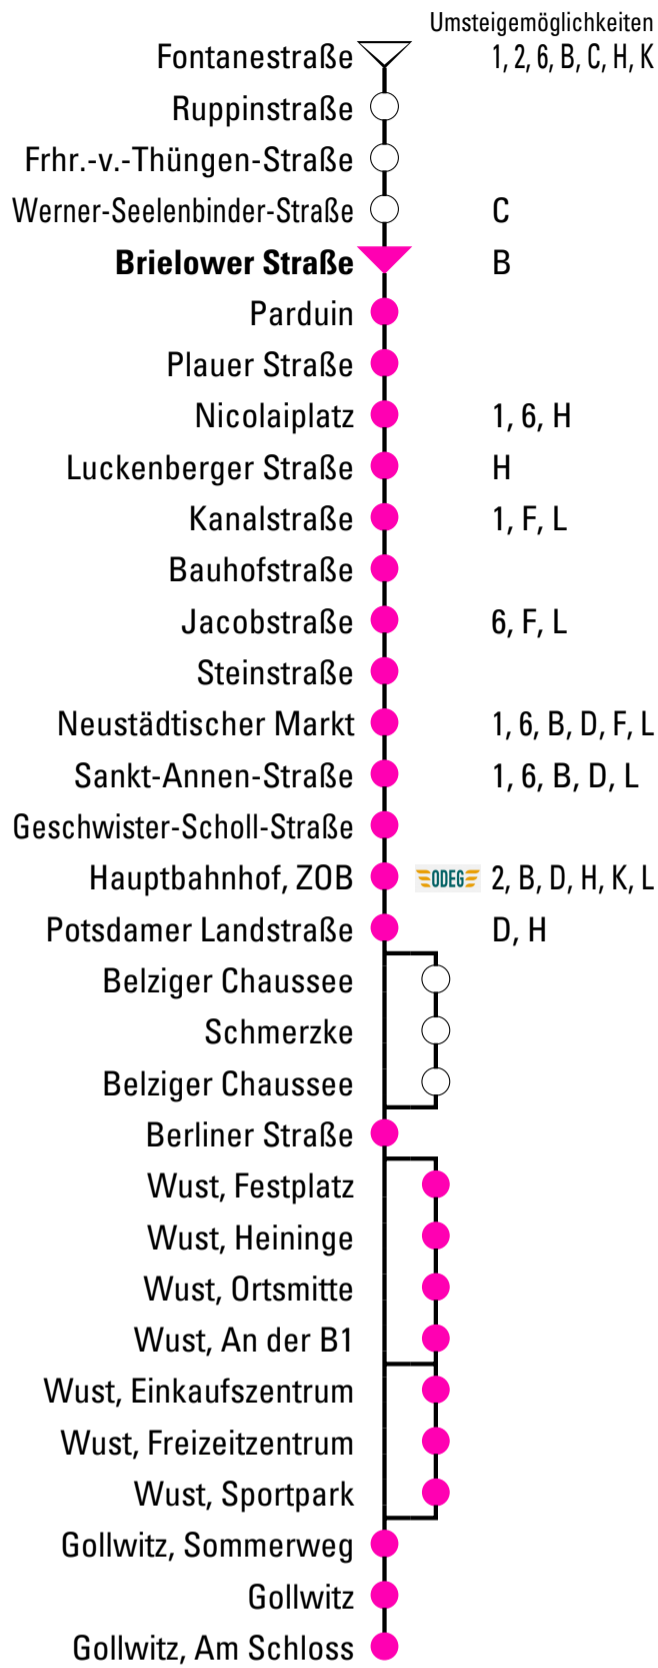 Umsteigemöglichkeiten
Fontanestraße 1, 2, 6, B, C, H, K
Ruppinstraße
Frhr.-v.-Thüngen-Straße
Werner-Seelenbinder-Straße C
Brielower Straße B
Parduin
Plauer Straße
Nicolaiplatz 1, 6, H
Luckenberger Straße H
Kanalstraße 1, F, L
Bauhofstraße
Jacobstraße 6, F, L
Steinstraße
Neustädtischer Markt 1, 6, B, D, F, L
Sankt-Annen-Straße 1, 6, B, D, L
Geschwister-Scholl-Straße
Hauptbahnhof, ZOB ODEG 2, B, D, H, K, L
Potsdamer Landstraße D, H
Belziger Chaussee
Schmerzke
Belziger Chaussee
Berliner Straße
Wust, Festplatz
Wust, Heininge
Wust, Ortsmitte
Wust, An der B1
Wust, Einkaufszentrum
Wust, Freizeitzentrum
Wust, Sportpark
Gollwitz, Sommerweg
Gollwitz
Gollwitz, Am Schloss